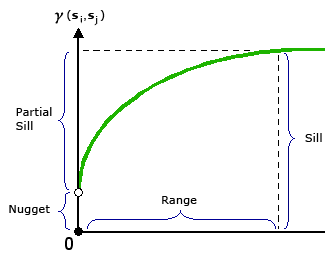 γ (si,sj)
Partial
Sill
Sill
Range
Nugget
0